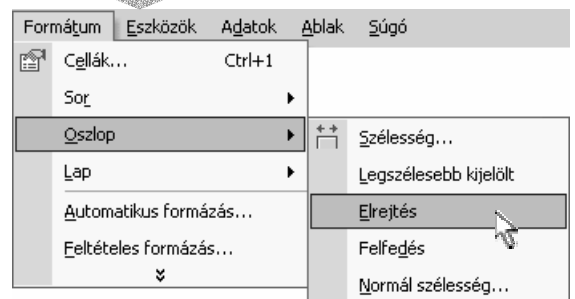 Formátum Eszközök Adatok Ablak Súgó
Cellák... Ctrl+1
Sor
Oszlop
Lap
Automatikus formázás...
Feltételes formázás...
Szélesség...
Legszélesebb kijelölt
Elrejtés
Felfedés
Normál szélesség...